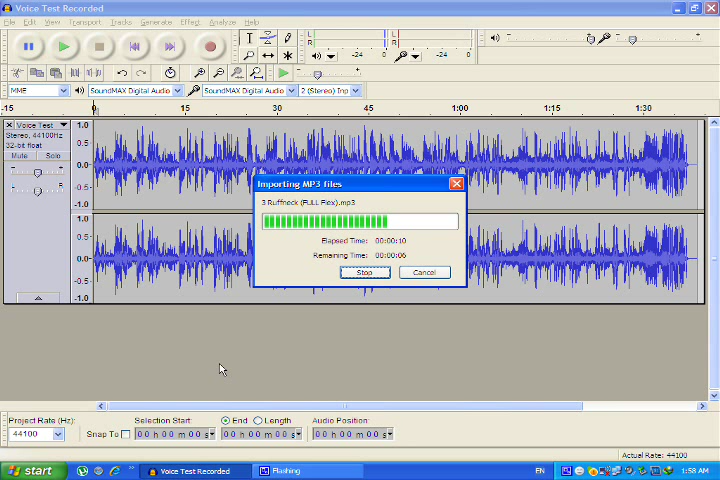 Voice Test Recorded
File Edit View Transport Tracks Generate Effect Analyze Help
L
R
-24 0
L
R
-24 0
MME
SoundMAX Digital Audio
SoundMAX Digital Audio
2 (Stereo) Inp
-15 0 15 30 45 1:00 1:15 1:30
Voice Test
Stereo, 44100Hz
32-bit float
Mute Solo
- +
L R
1.0
0.5
0.0
-0.5
-1.0
1.0
0.5
0.0
-0.5
-1.0
Importing MP3 files
3 Ruffneck (FULL Flex).mp3
Elapsed Time: 00:00:10
Remaining Time: 00:00:06
Stop Cancel
Project Rate (Hz):
44100
Snap To
Selection Start:
00 h 00 m 00 s
End Length
00 h 00 m 00 s
Audio Position:
00 h 00 m 00 s
Actual Rate: 44100
start
Voice Test Recorded
Flashing
EN
1:58 AM